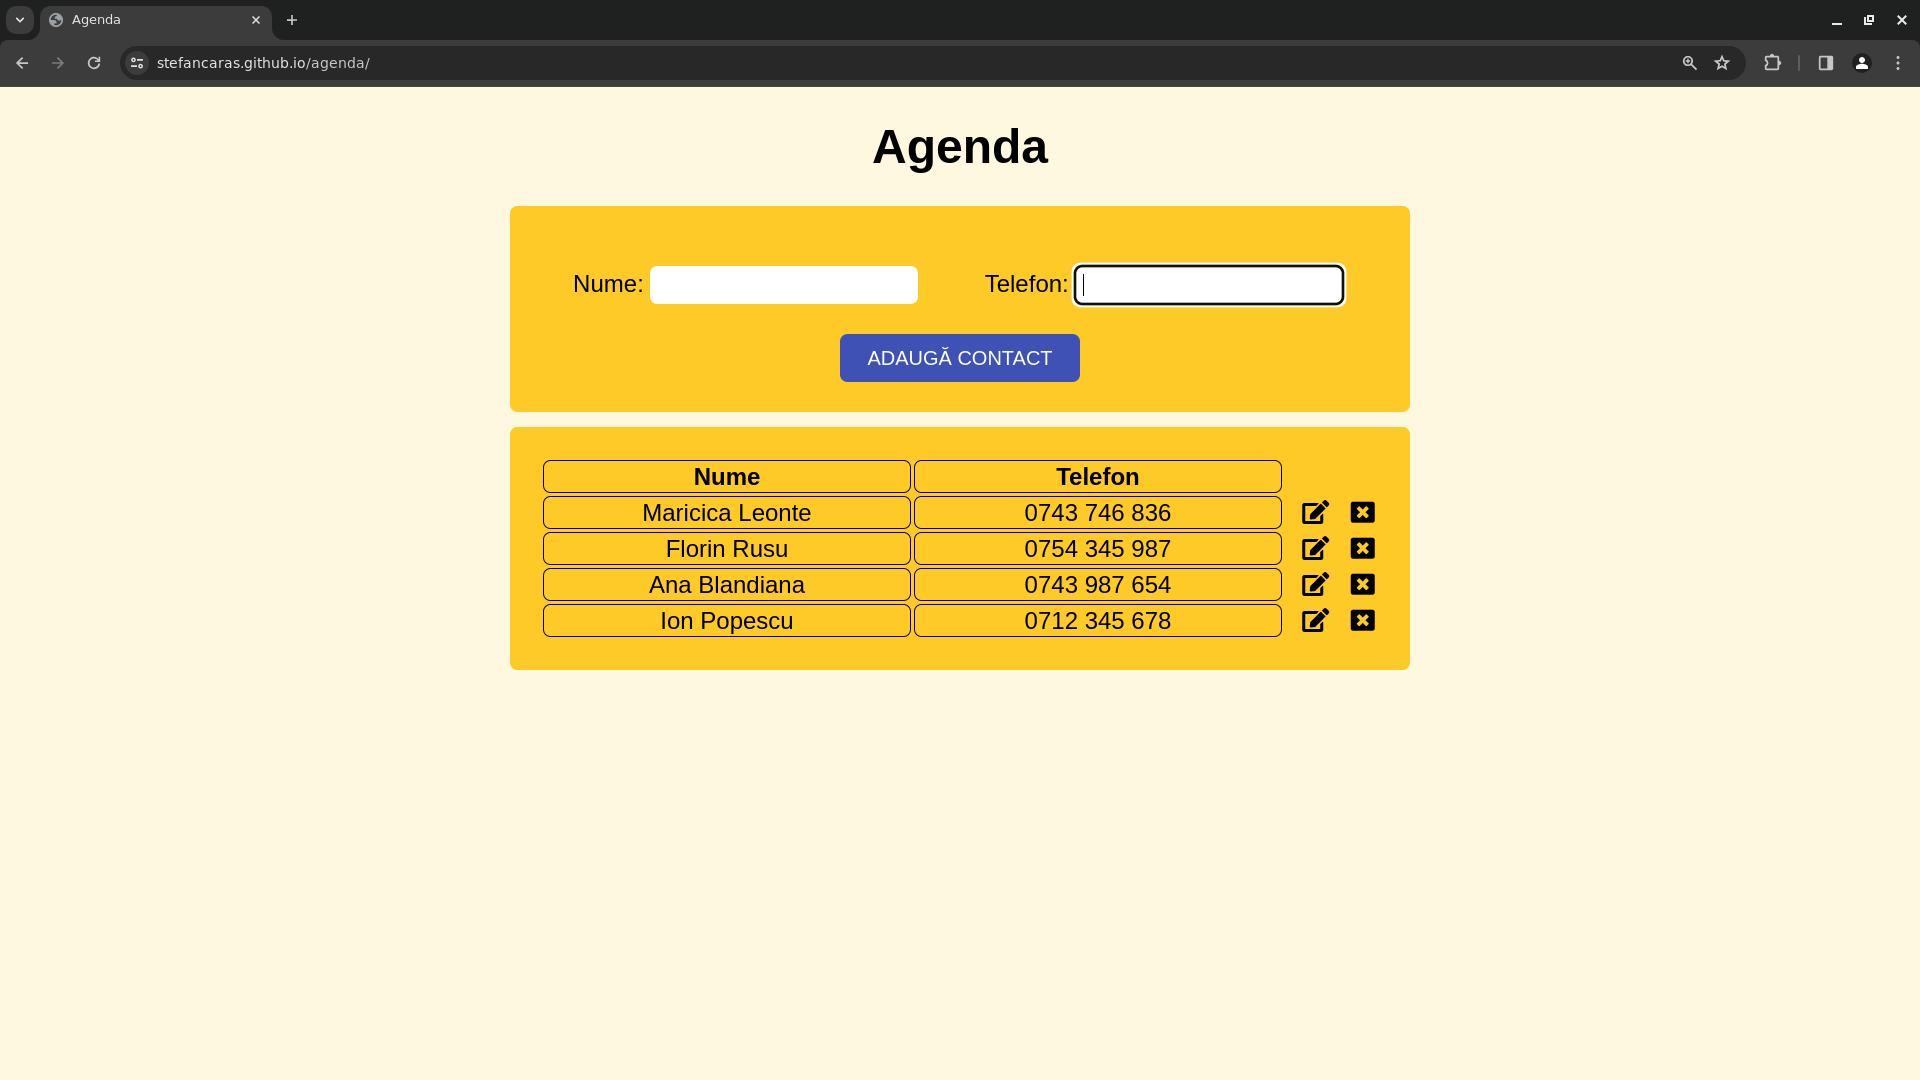 Agenda
stefancaras.github.io/agenda/
Agenda
Nume: Telefon:
ADAUGĂ CONTACT
Nume Telefon
Maricica Leonte 0743 746 836
Florin Rusu 0754 345 987
Ana Blandiana 0743 987 654
Ion Popescu 0712 345 678